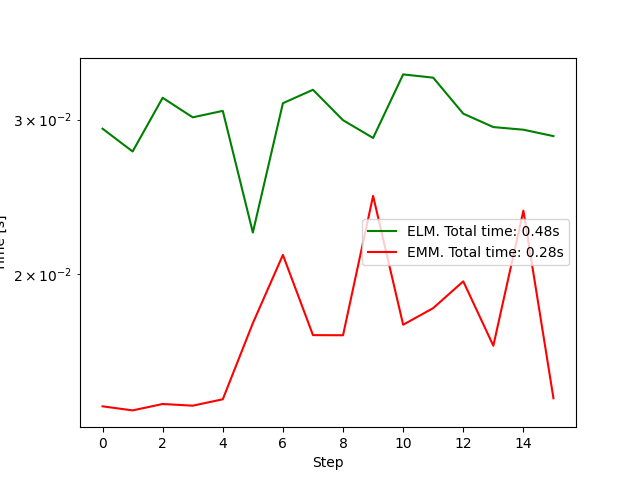 3 × 10⁻²
2 × 10⁻²
Time [s]
ELM. Total time: 0.48s
EMM. Total time: 0.28s
0 2 4 6 8 10 12 14
Step